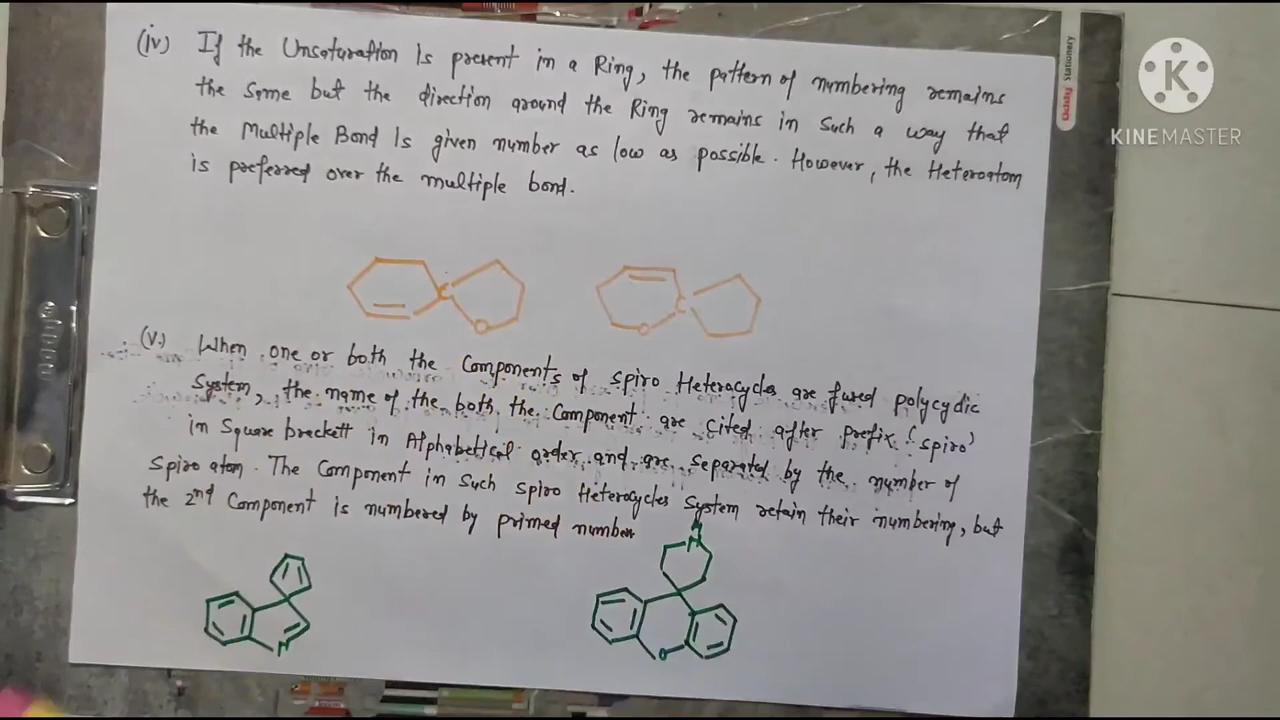 (iv) If the Unsaturation is present in a Ring, the pattern of numbering remains
the same but the direction around the Ring remains in such a way that
the Multiple Bond is given number as low as possible. However, the Heteroatom
is preferred over the multiple bond.
C
O
C
O
(v.) When one or both the Components of spiro Heterocycles are fused polycyclic
System, the name of the both the Component are cited after prefix 'spiro'
in Square breckett in Alphabetical order and are separated by the number of
Spiro atom. The Component in Such spiro Heterocycles System retain their numbering, but
the 2nd Component is numbered by primed number
H
N
N
O
Oddy Stationery
K
KINEMASTER